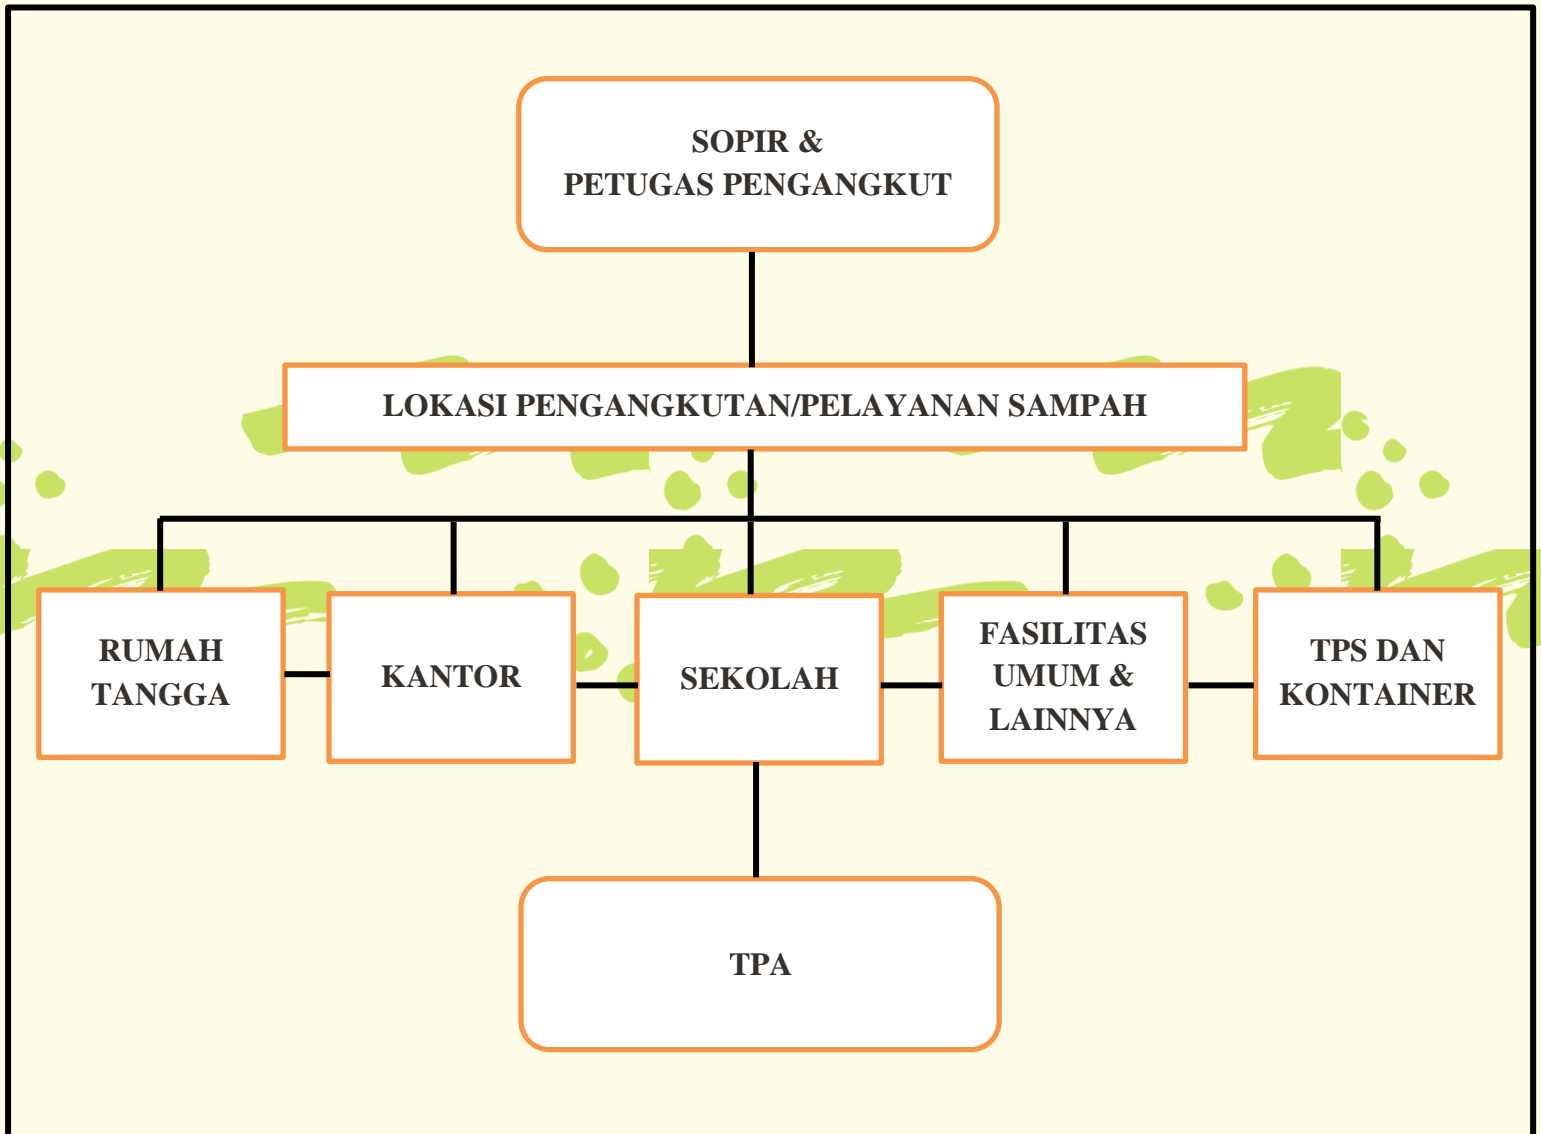 SOPIR &
PETUGAS PENGANGKUT
LOKASI PENGANGKUTAN/PELAYANAN SAMPAH
RUMAH
TANGGA
KANTOR
SEKOLAH
FASILITAS
UMUM &
LAINNYA
TPS DAN
KONTAINER
TPA